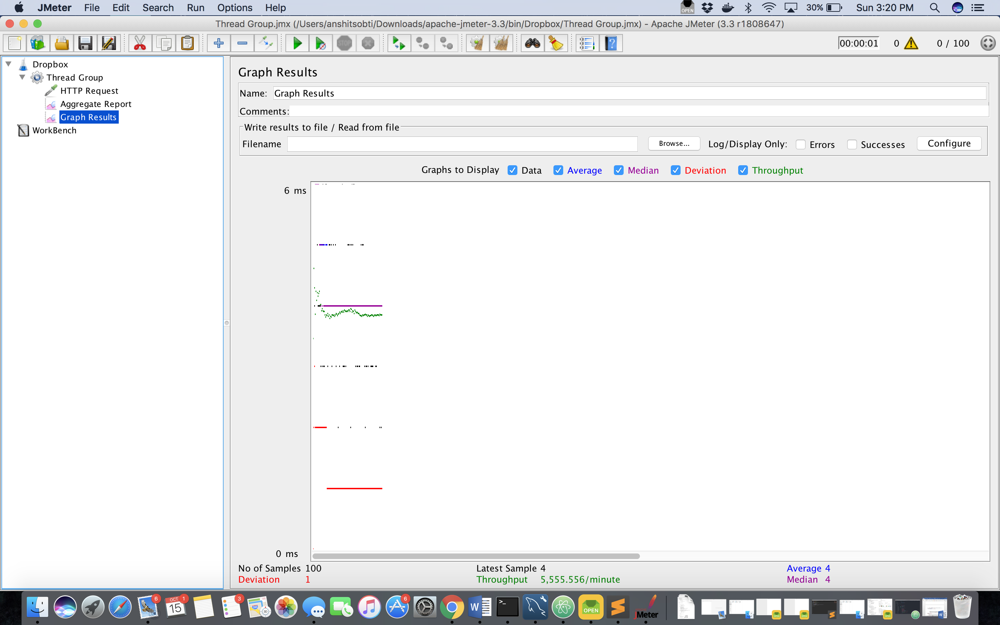 JMeter File Edit Search Run Options Help OPEN 30% Sun 3:20 PM
Thread Group.jmx (/Users/anshitsobti/Downloads/apache-jmeter-3.3/bin/Dropbox/Thread Group.jmx) - Apache JMeter (3.3 r1808647)
STOP ? 00:00:01 0 0 / 100
Dropbox
Thread Group
HTTP Request
Aggregate Report
Graph Results
WorkBench
Graph Results
Name: Graph Results
Comments:
Write results to file / Read from file
Filename Browse... Log/Display Only: Errors Successes Configure
Graphs to Display Data Average Median Deviation Throughput
6 ms
0 ms
No of Samples 100 Latest Sample 4 Average 4
Deviation 1 Throughput 5,555.556/minute Median 4
6 OCT 15 1 3 3D 6 W >_ OPEN JMeter JS